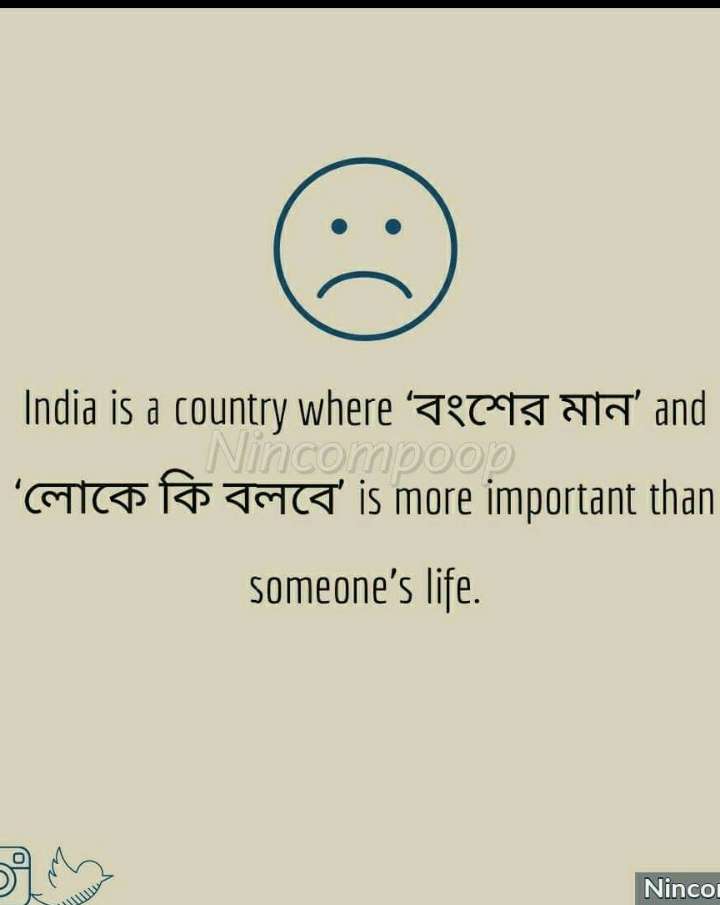 India is a country where ‘বংশের মান’ and
Nincompoop
‘লোকে কি বলবে’ is more important than
someone's life.
Ninco